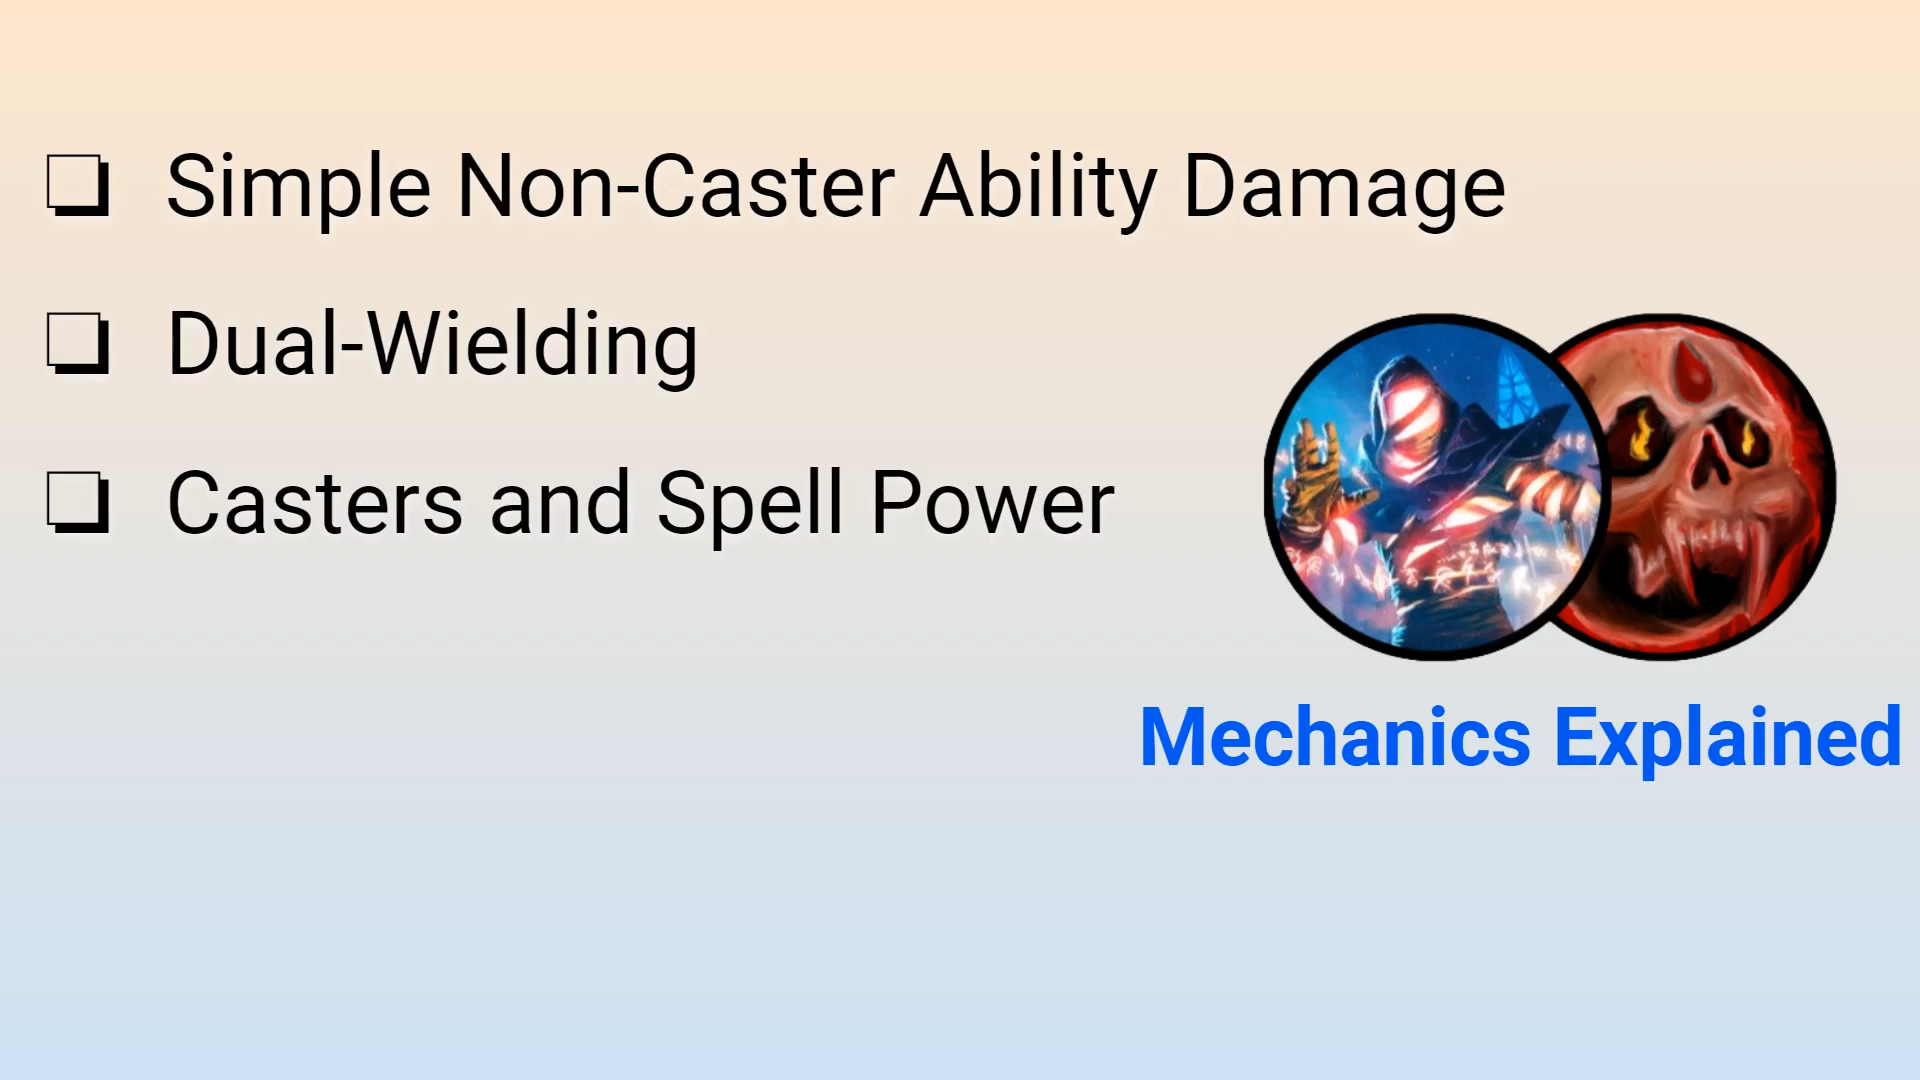 ❏ Simple Non-Caster Ability Damage
❏ Dual-Wielding
❏ Casters and Spell Power
Mechanics Explained